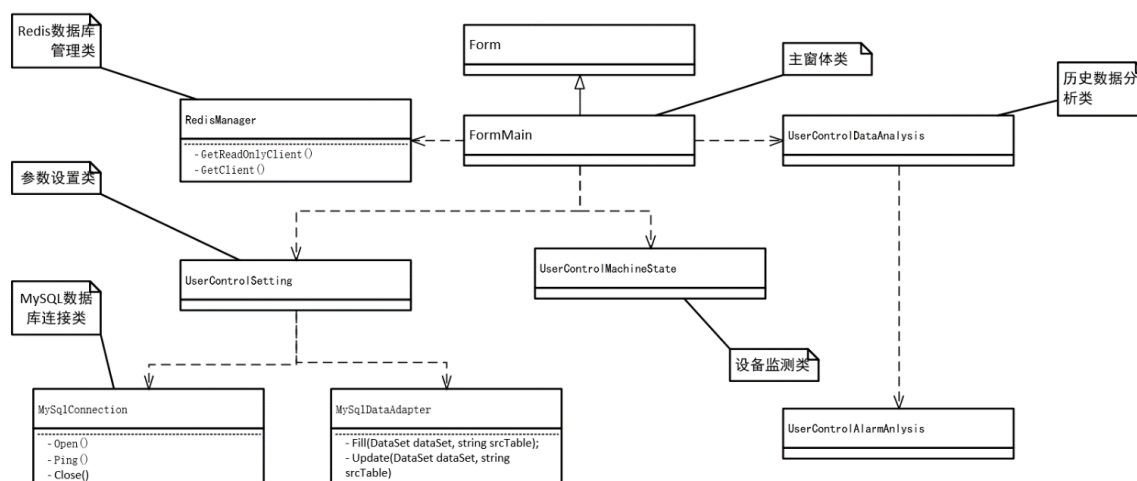 Redis数据库
管理类
Form
主窗体类
历史数据分
析类
RedisManager
- GetReadOnlyClient()
- GetClient()
FormMain
UserControlDataAnalysis
参数设置类
UserControlSetting
UserControlMachineState
MySQL数据
库连接类
设备监测类
MySqlConnection
- Open()
- Ping()
- Close()
MySqlDataAdapter
- Fill(DataSet dataSet, string srcTable);
- Update(DataSet dataSet, string
srcTable)
UserControlAlarmAnlysis